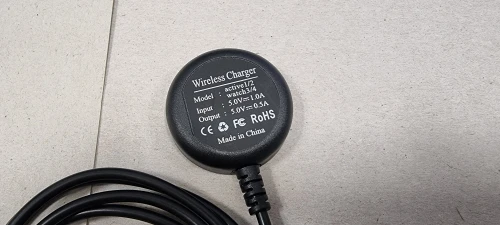 Wireless Charger
Model : active1/2
watch3/4
Input : 5.0V⎓1.0A
Output : 5.0V⎓0.5A
CE FC RoHS
Made in China